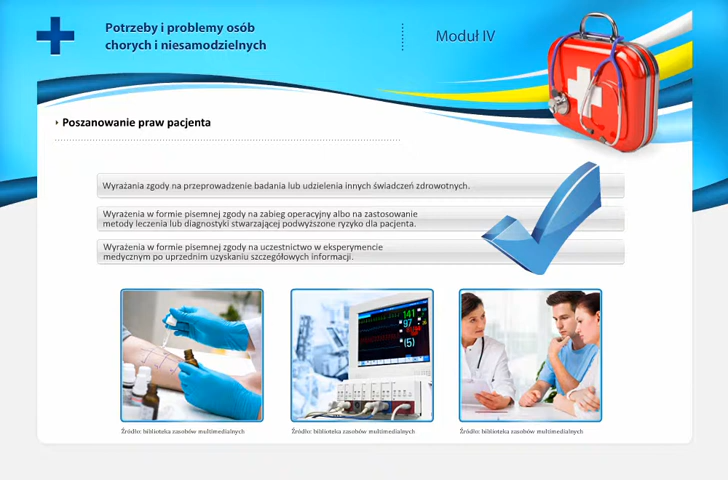 Potrzeby i problemy osób
chorych i niesamodzielnych
Moduł IV
Poszanowanie praw pacjenta
Wyrażania zgody na przeprowadzenie badania lub udzielenia innych świadczeń zdrowotnych.
Wyrażenia w formie pisemnej zgody na zabieg operacyjny albo na zastosowanie
metody leczenia lub diagnostyki stwarzającej podwyższone ryzyko dla pacjenta.
Wyrażenia w formie pisemnej zgody na uczestnictwo w eksperymencie
medycznym po uprzednim uzyskaniu szczegółowych informacji.
141
97
(5)
Źródło: biblioteka zasobów multimedialnych
Źródło: biblioteka zasobów multimedialnych
Źródło: biblioteka zasobów multimedialnych